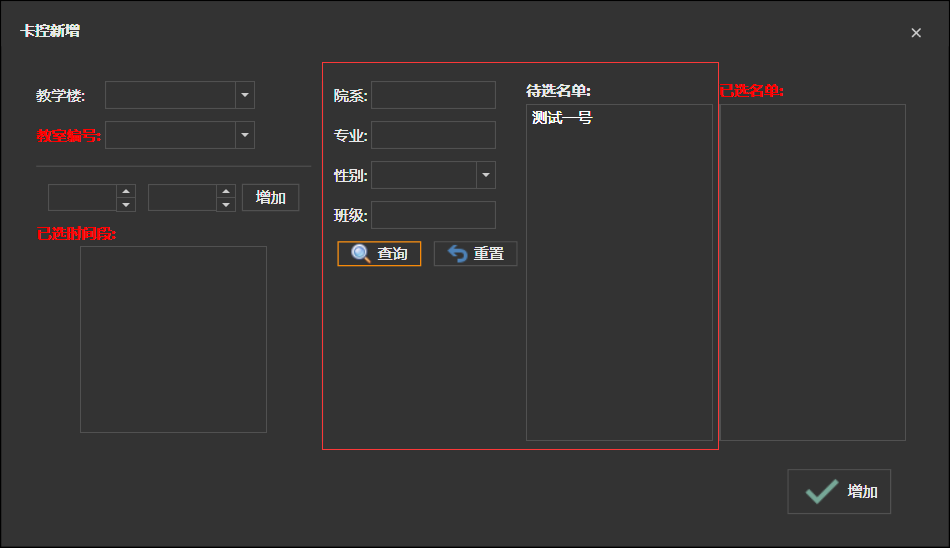 卡控新增
教学楼:
教室编号:
增加
已选时间段:
院系:
专业:
性别:
班级:
查询
重置
待选名单:
测试一号
已选名单:
增加